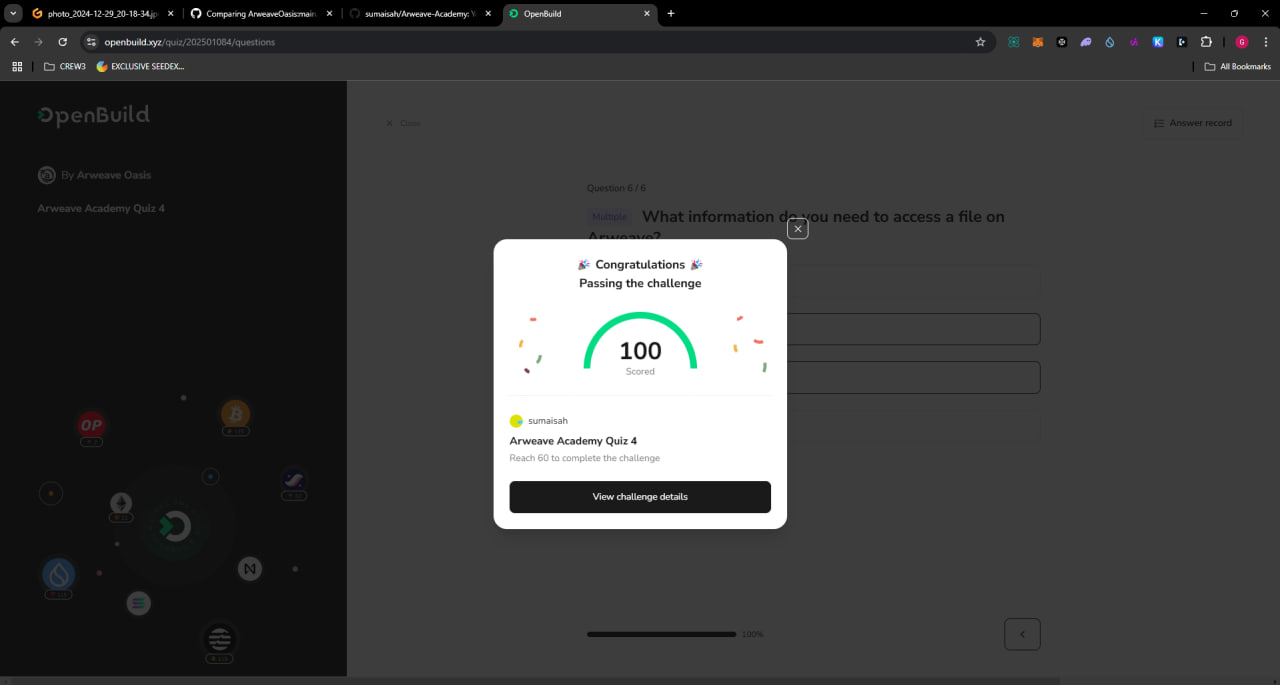 photo_2024-12-29_20-18-34.jp
Comparing ArweaveOasis:main.
sumaisah/Arweave-Academy: Y
OpenBuild
openbuild.xyz/quiz/202501084/questions
G
CREW3
EXCLUSIVE SEEDEX...
All Bookmarks
OpenBuild
By Arweave Oasis
Arweave Academy Quiz 4
OP
Close
Answer record
Question 6 / 6
Multiple What information do you need to access a file on
Arweave?
Congratulations
Passing the challenge
100
Scored
sumaisah
Arweave Academy Quiz 4
Reach 60 to complete the challenge
View challenge details
100%